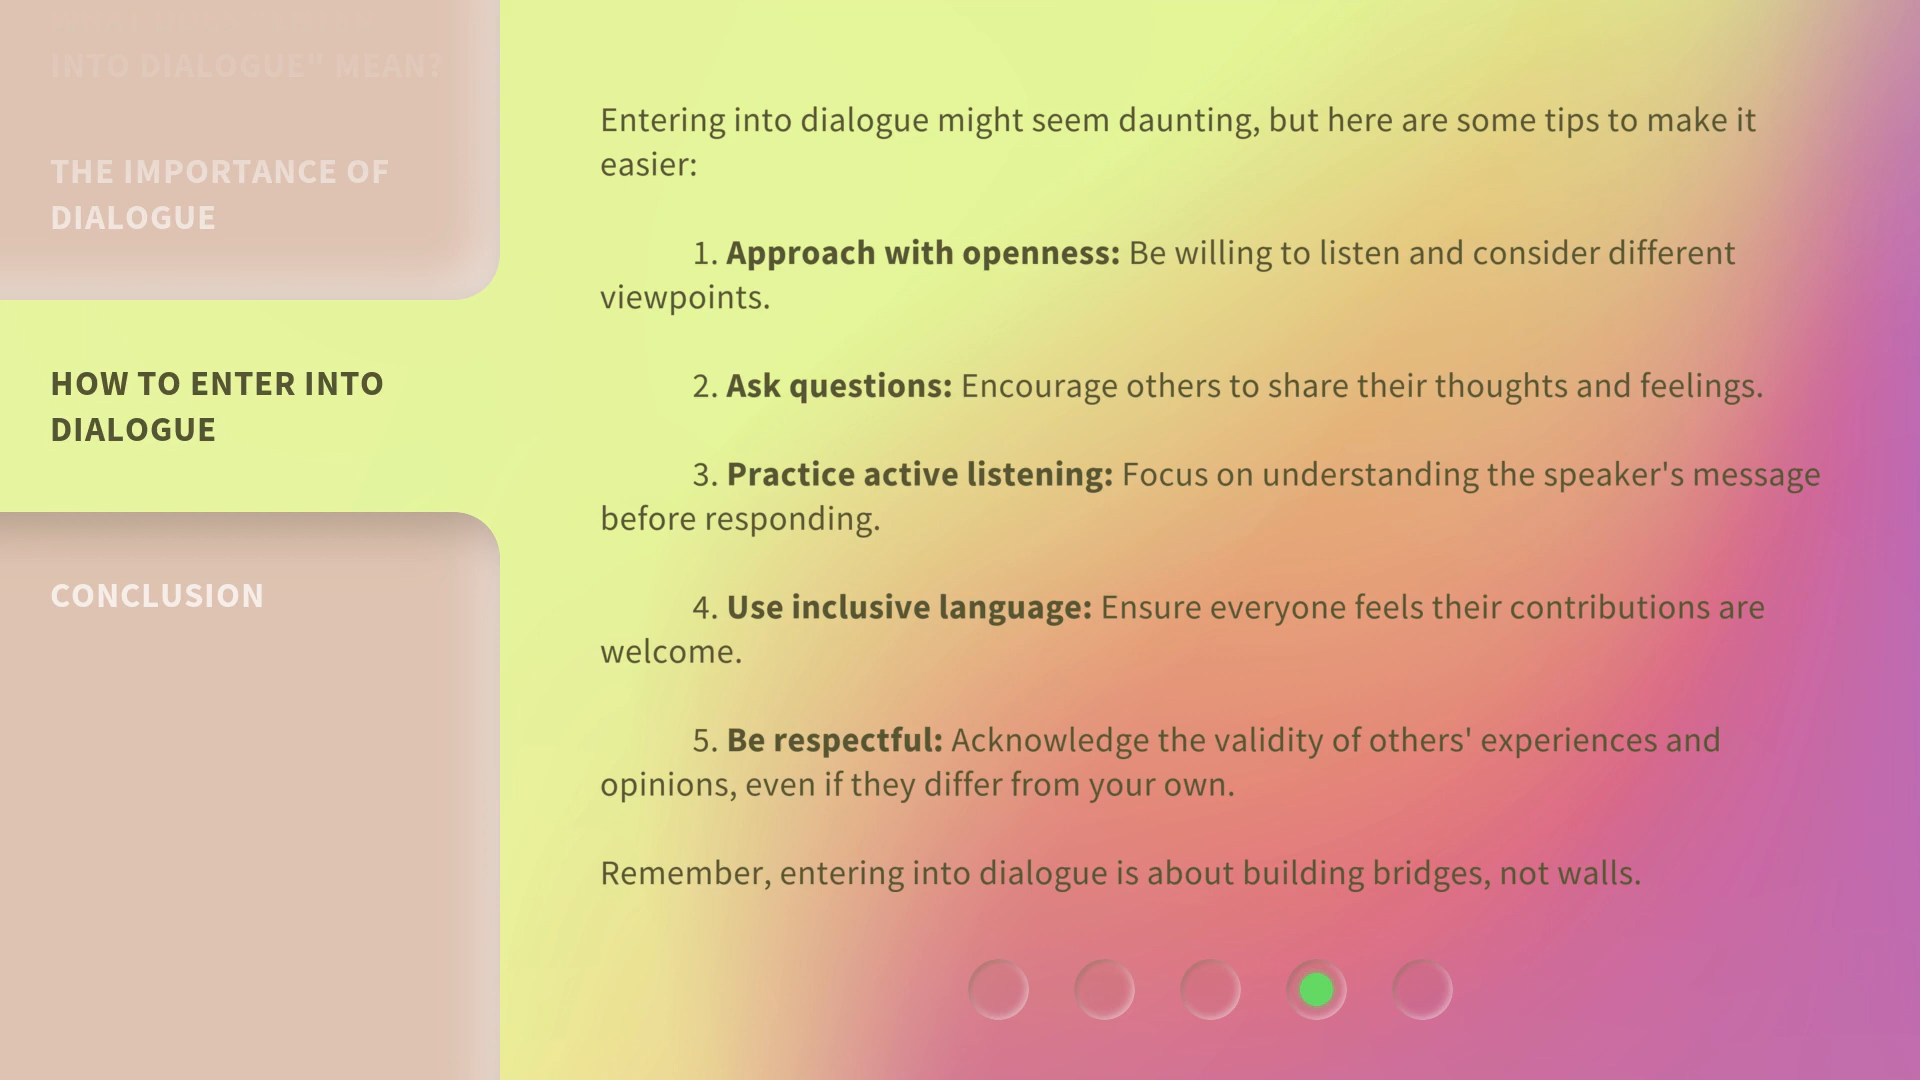 INTO DIALOGUE" MEAN?
THE IMPORTANCE OF
DIALOGUE
HOW TO ENTER INTO
DIALOGUE
CONCLUSION
Entering into dialogue might seem daunting, but here are some tips to make it
easier:
1. Approach with openness: Be willing to listen and consider different
viewpoints.
2. Ask questions: Encourage others to share their thoughts and feelings.
3. Practice active listening: Focus on understanding the speaker's message
before responding.
4. Use inclusive language: Ensure everyone feels their contributions are
welcome.
5. Be respectful: Acknowledge the validity of others' experiences and
opinions, even if they differ from your own.
Remember, entering into dialogue is about building bridges, not walls.